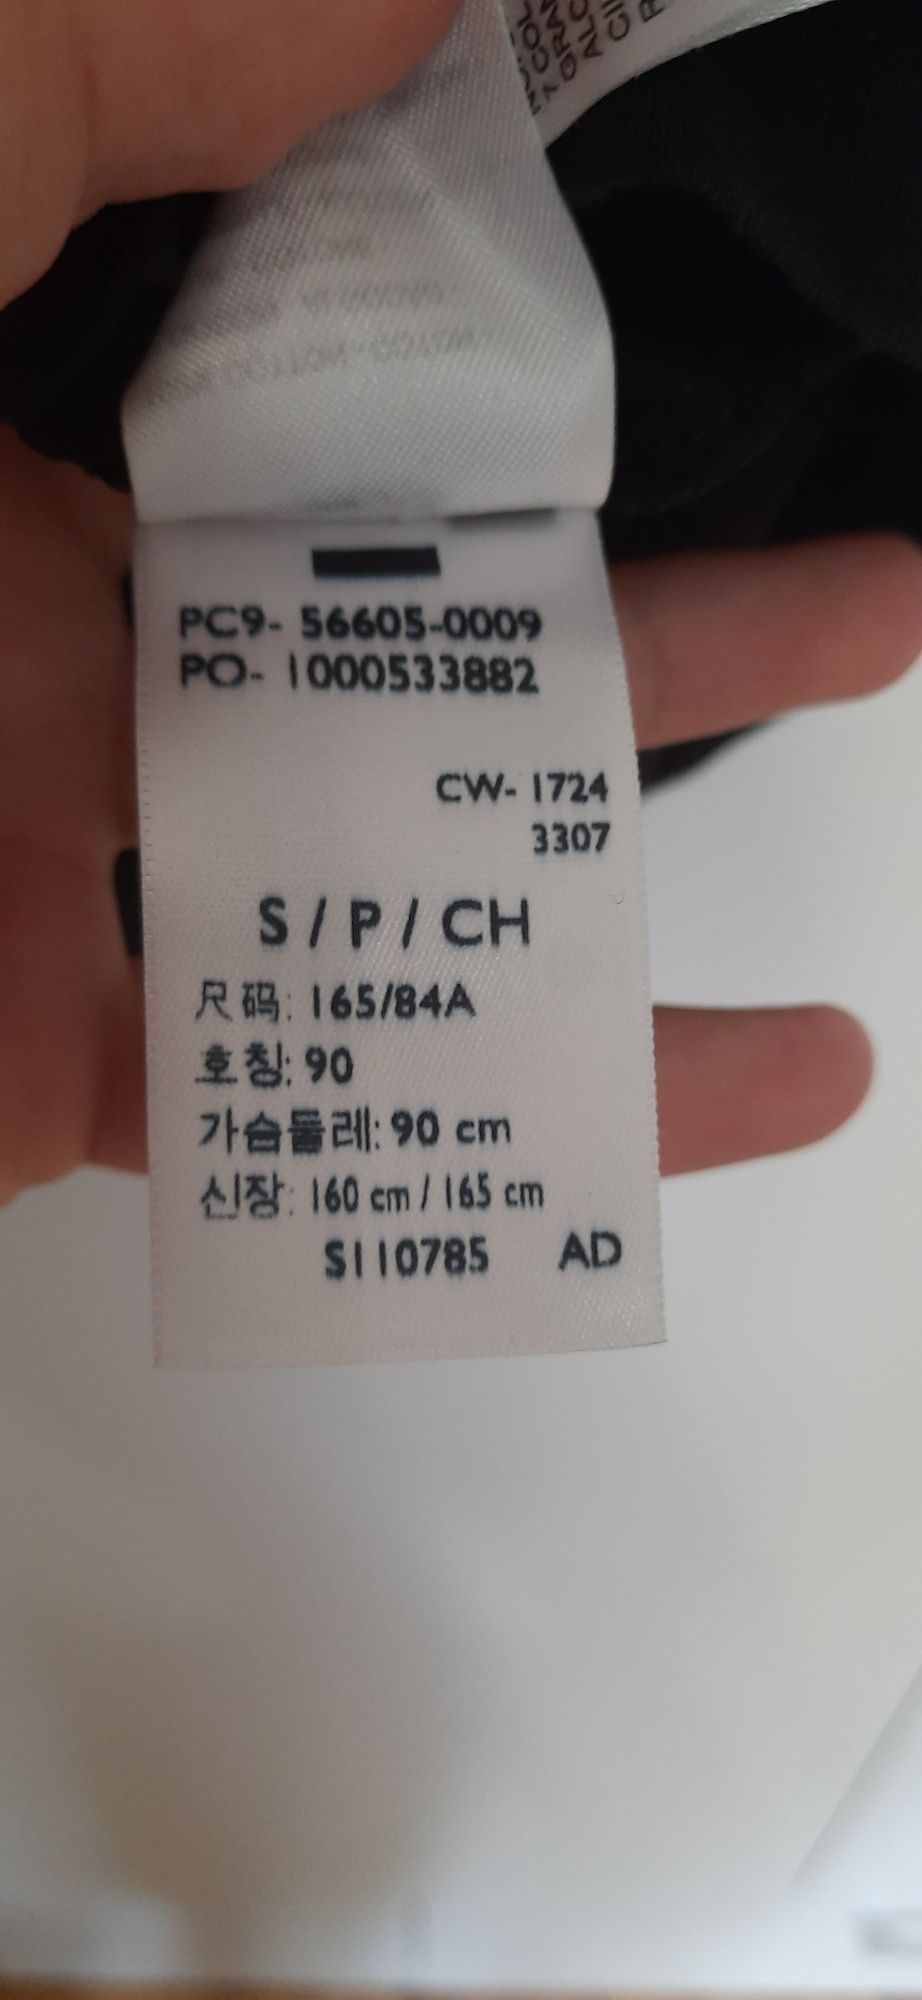 PC9- 56605-0009
PO- 1000533882
CW- 1724
3307
S / P / CH
尺码: 165/84A
호칭: 90
가슴둘레: 90 cm
신장: 160 cm / 165 cm
S110785 AD